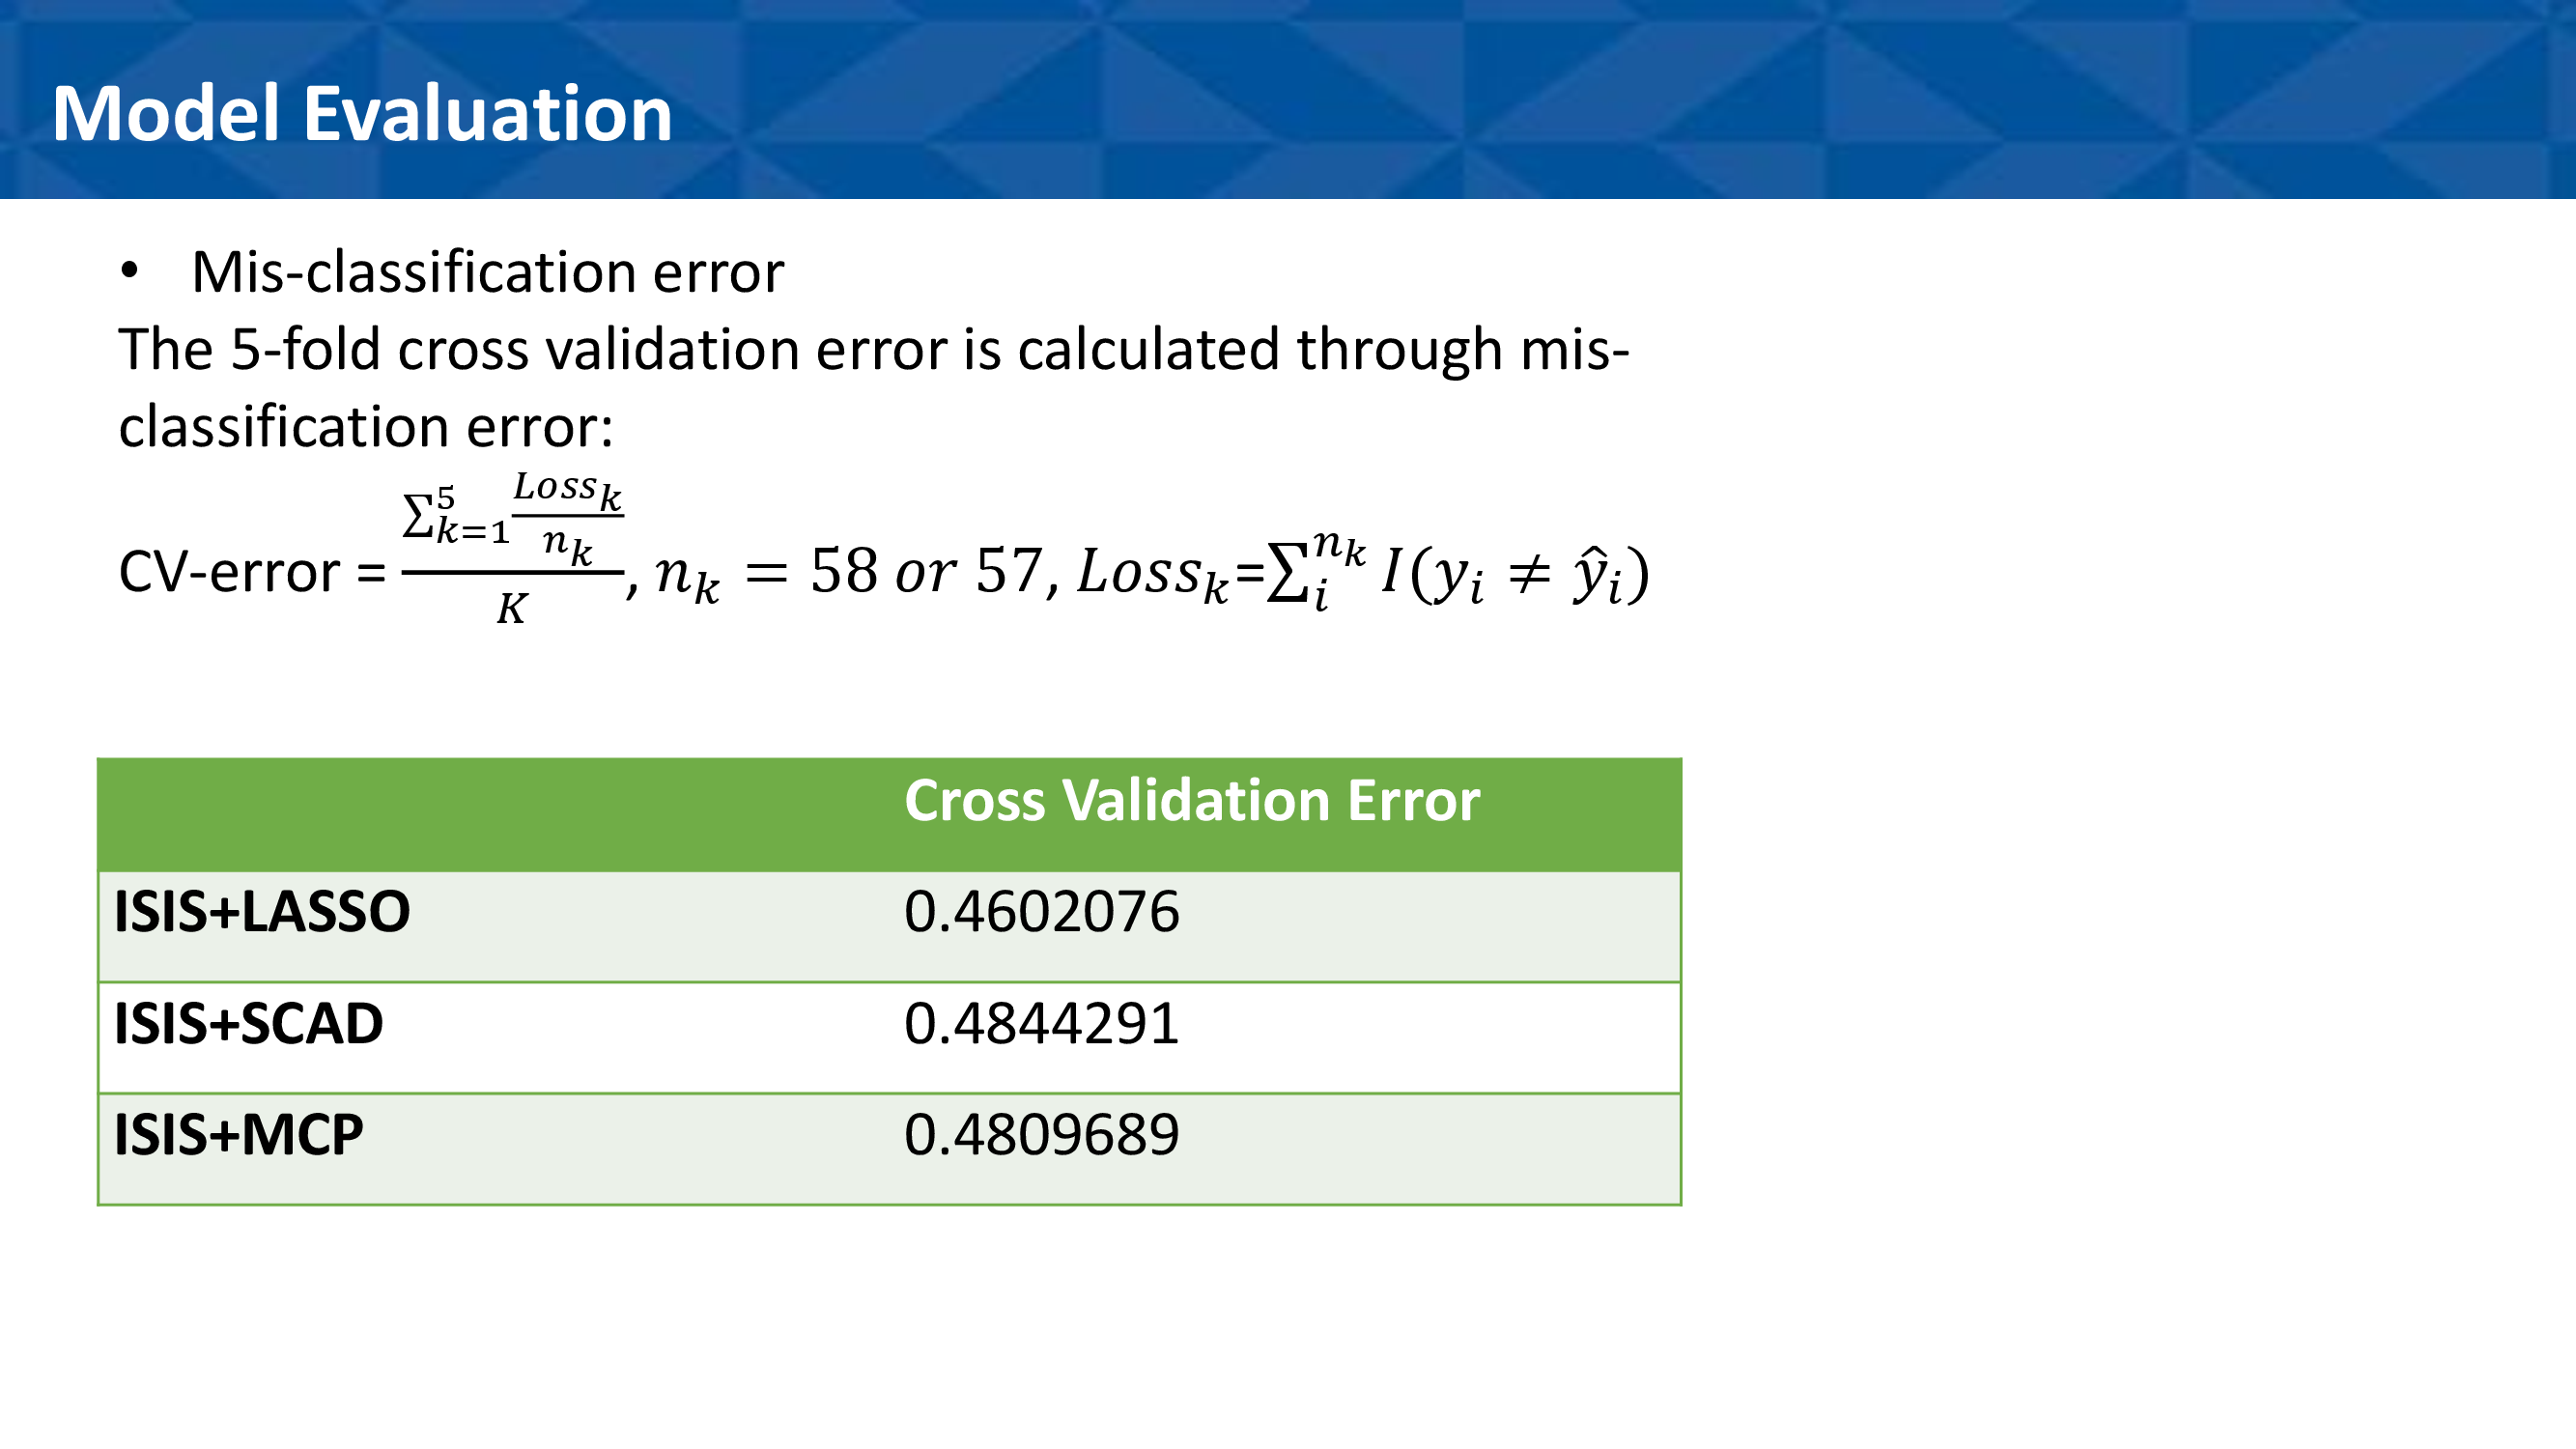 Model Evaluation
• Mis-classification error
The 5-fold cross validation error is calculated through mis-
classification error:
CV-error = $\frac{\sum_{k=1}^{5}\frac{Loss_k}{n_k}}{K}$, $n_k = 58\ or\ 57$, $Loss_k$=$\sum_{i}^{n_k} I(y_i \neq \hat{y}_i)$
Cross Validation Error
ISIS+LASSO 0.4602076
ISIS+SCAD 0.4844291
ISIS+MCP 0.4809689